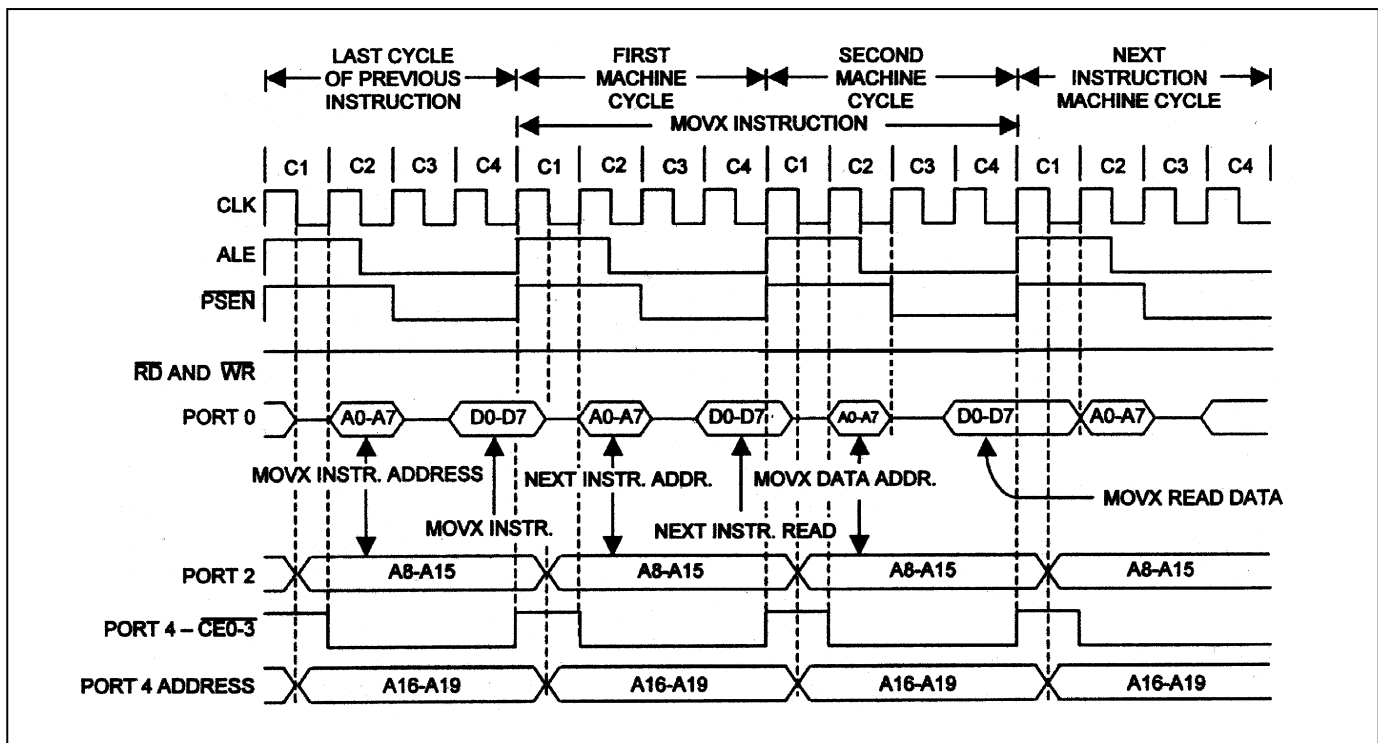 LAST CYCLE OF PREVIOUS INSTRUCTION
FIRST MACHINE CYCLE
SECOND MACHINE CYCLE
NEXT INSTRUCTION MACHINE CYCLE
MOVX INSTRUCTION
C1 C2 C3 C4 C1 C2 C3 C4 C1 C2 C3 C4 C1 C2 C3 C4
CLK
ALE
PSEN
RD AND WR
PORT 0 A0-A7 D0-D7 A0-A7 D0-D7 A0-A7 D0-D7 A0-A7
MOVX INSTR. ADDRESS NEXT INSTR. ADDR. MOVX DATA ADDR.
MOVX READ DATA
MOVX INSTR. NEXT INSTR. READ
PORT 2 A8-A15 A8-A15 A8-A15 A8-A15
PORT 4 – CE0-3
PORT 4 ADDRESS A16-A19 A16-A19 A16-A19 A16-A19